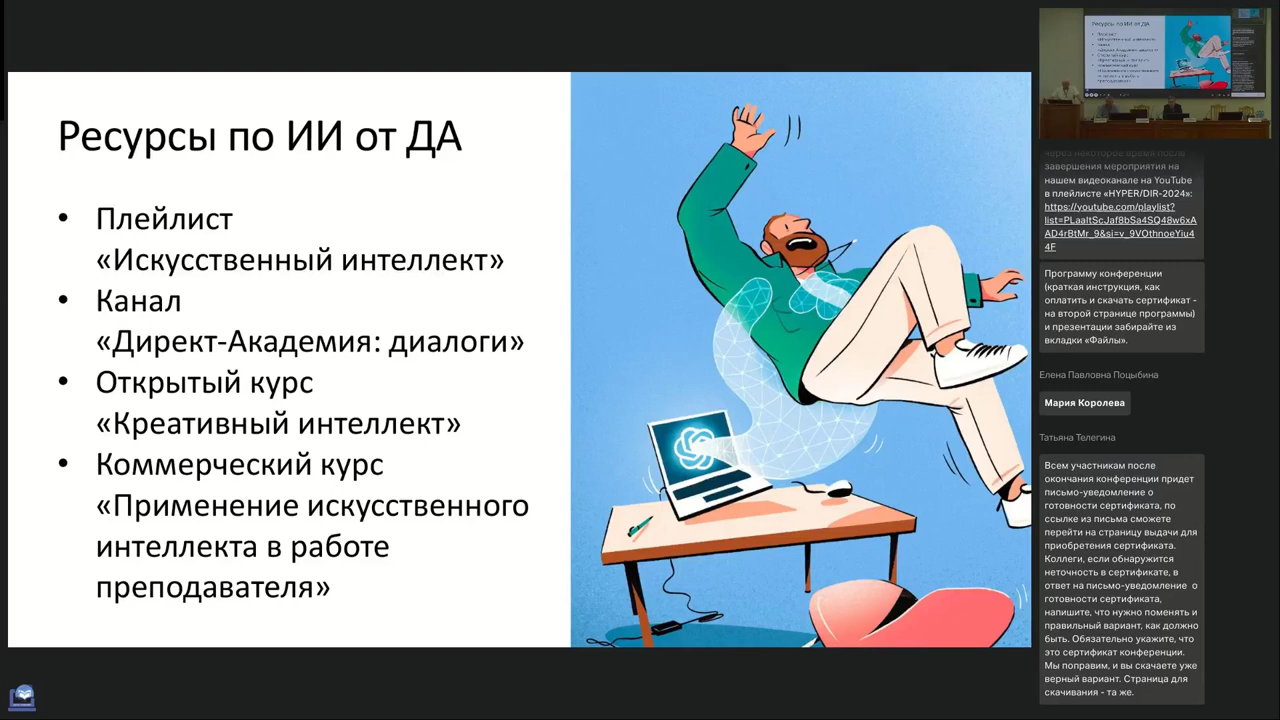 Ресурсы по ИИ от ДА
• Плейлист
«Искусственный интеллект»
• Канал
«Директ-Академия: диалоги»
• Открытый курс
«Креативный интеллект»
• Коммерческий курс
«Применение искусственного
интеллекта в работе
преподавателя»
через некоторое время после
завершения мероприятия на
нашем видеоканале на YouTube
в плейлисте «HYPER/DIR-2024»:
https://youtube.com/playlist?
list=PLaaItScJaf8bSa4SQ48w6xA
AD4rBtMr_9&si=v_9VOthnoeYiu4
4F
Программу конференции
(краткая инструкция, как
оплатить и скачать сертификат -
на второй странице программы)
и презентации забирайте из
вкладки «Файлы».
Елена Павловна Поцыбина
Мария Королева
Татьяна Телегина
Всем участникам после
окончания конференции придет
письмо-уведомление о
готовности сертификата, по
ссылке из письма сможете
перейти на страницу выдачи для
приобретения сертификата.
Коллеги, если обнаружится
неточность в сертификате, в
ответ на письмо-уведомление о
готовности сертификата,
напишите, что нужно поменять и
правильный вариант, как должно
быть. Обязательно укажите, что
это сертификат конференции.
Мы поправим, и вы скачаете уже
верный вариант. Страница для
скачивания - та же.